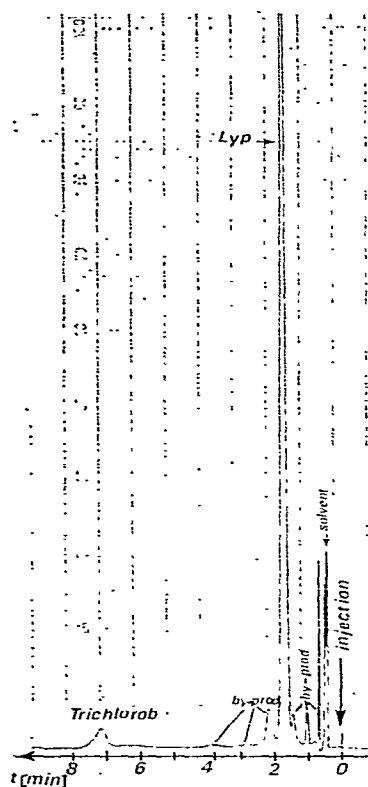 Lyp
solvent
injection
by-prod
by-prod
Trichlorob
8 6 4 2 0
t [min]